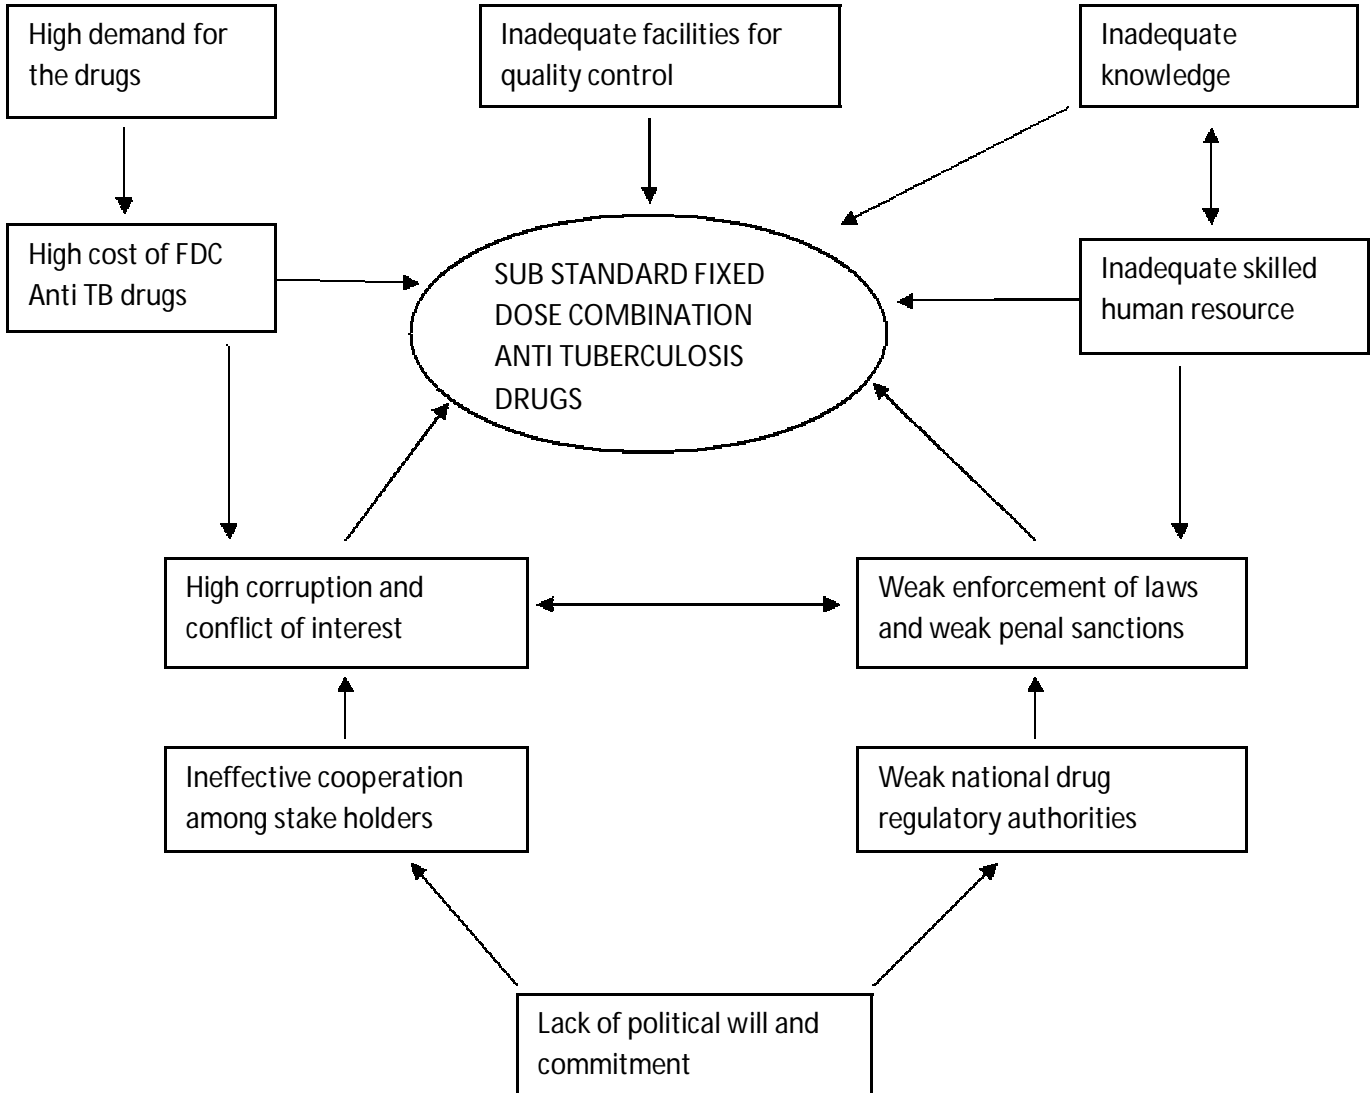 High demand for
the drugs
Inadequate facilities for
quality control
Inadequate
knowledge
High cost of FDC
Anti TB drugs
SUB STANDARD FIXED
DOSE COMBINATION
ANTI TUBERCULOSIS
DRUGS
Inadequate skilled
human resource
High corruption and
conflict of interest
Weak enforcement of laws
and weak penal sanctions
Ineffective cooperation
among stake holders
Weak national drug
regulatory authorities
Lack of political will and
commitment